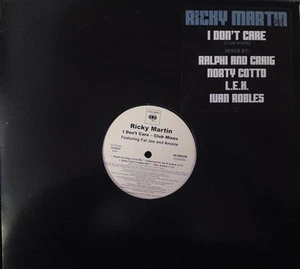 RICKY MARTIN
I DON'T CARE
(CLUB MIXES)
MIXED BY:
RALPHI AND CRAIG
NORTY COTTO
L.E.X.
IVAN ROBLES
Ricky Martin
I Don't Care – Club Mixes
Featuring Fat Joe and Amerie